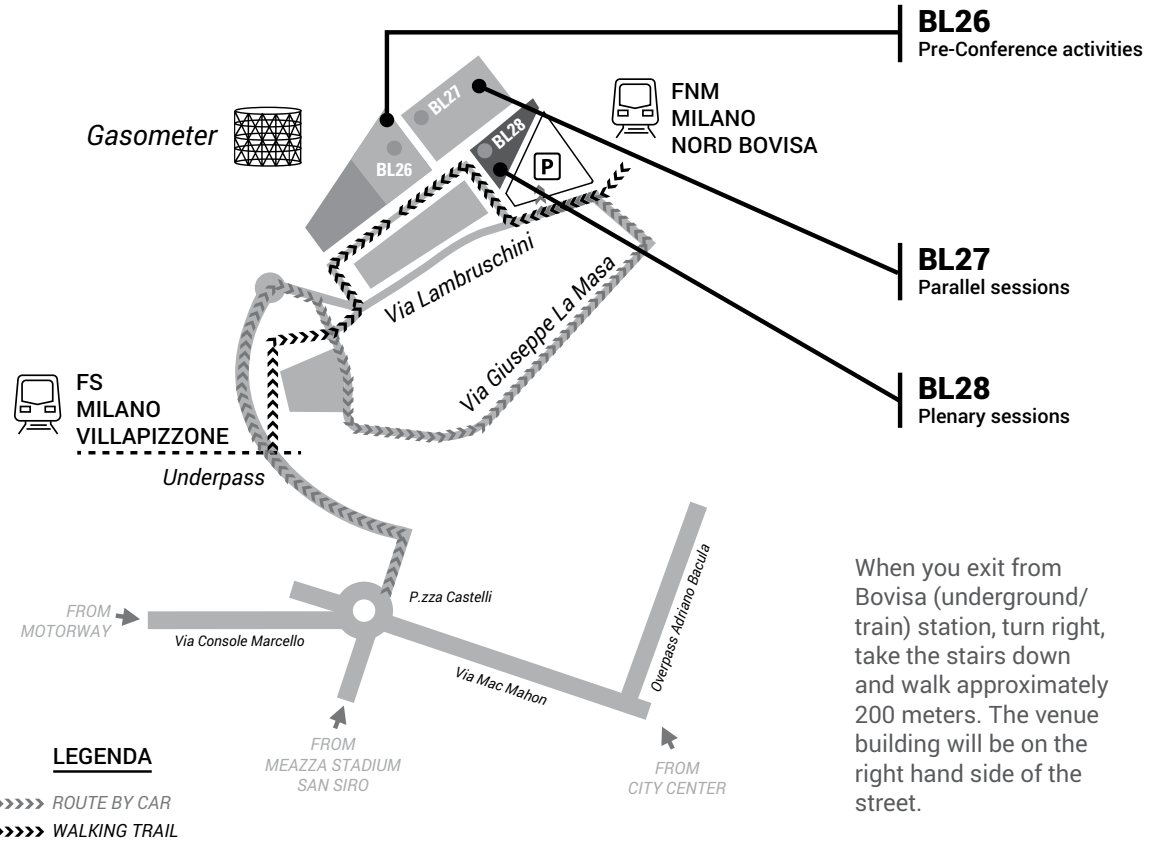 BL26
Pre-Conference activities
BL27
BL28
BL26
P
Gasometer
FNM
MILANO
NORD BOVISA
BL27
Parallel sessions
Via Lambruschini
Via Giuseppe La Masa
BL28
Plenary sessions
FS
MILANO
VILLAPIZZONE
Underpass
P.zza Castelli
FROM
MOTORWAY
Via Console Marcello
Via Mac Mahon
Overpass Adriano Bacula
FROM
MEAZZA STADIUM
SAN SIRO
FROM
CITY CENTER
When you exit from
Bovisa (underground/
train) station, turn right,
take the stairs down
and walk approximately
200 meters. The venue
building will be on the
right hand side of the
street.
LEGENDA
ROUTE BY CAR
WALKING TRAIL